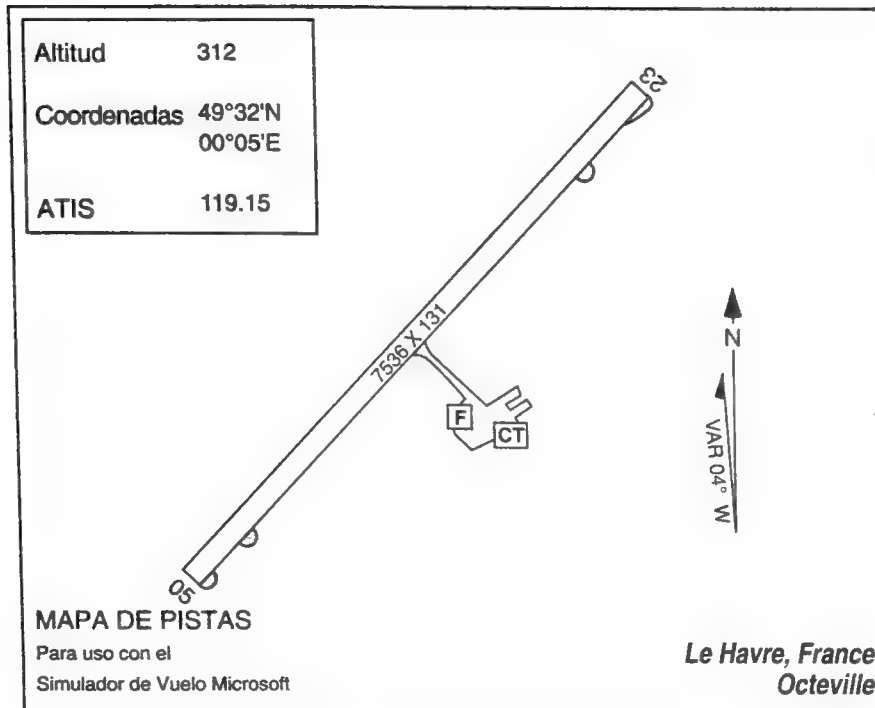 Altitud 312
Coordenadas 49°32'N
00°05'E
ATIS 119.15
23
7536 X 131
F
CT
N
VAR 04° W
05
MAPA DE PISTAS
Para uso con el
Simulador de Vuelo Microsoft
Le Havre, France
Octeville